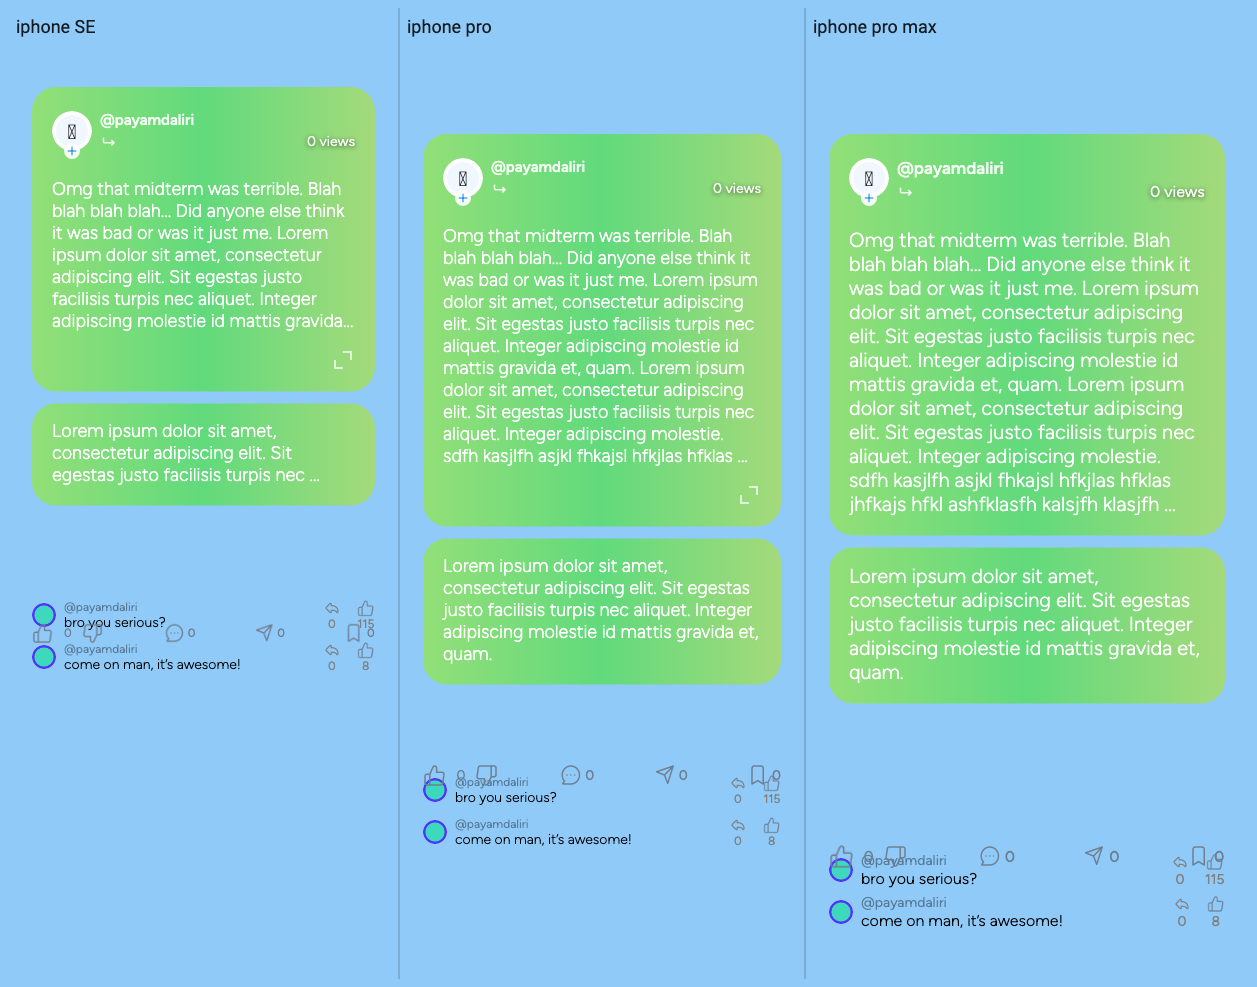 iphone SE
@payamdaliri
0 views
Omg that midterm was terrible. Blah
blah blah blah... Did anyone else think
it was bad or was it just me. Lorem
ipsum dolor sit amet, consectetur
adipiscing elit. Sit egestas justo
facilisis turpis nec aliquet. Integer
adipiscing molestie id mattis gravida...
Lorem ipsum dolor sit amet,
consectetur adipiscing elit. Sit
egestas justo facilisis turpis nec ...
@payamdaliri
bro you serious?
0 115
0 0 0 0
@payamdaliri
come on man, it's awesome!
0 8
iphone pro
@payamdaliri
0 views
Omg that midterm was terrible. Blah
blah blah blah... Did anyone else think it
was bad or was it just me. Lorem ipsum
dolor sit amet, consectetur adipiscing
elit. Sit egestas justo facilisis turpis nec
aliquet. Integer adipiscing molestie id
mattis gravida et, quam. Lorem ipsum
dolor sit amet, consectetur adipiscing
elit. Sit egestas justo facilisis turpis nec
aliquet. Integer adipiscing molestie.
sdfh kasjlfh asjkl fhkajsl hfkjlas hfklas ...
Lorem ipsum dolor sit amet,
consectetur adipiscing elit. Sit egestas
justo facilisis turpis nec aliquet. Integer
adipiscing molestie id mattis gravida et,
quam.
0 0 0 0
@payamdaliri
bro you serious?
0 115
@payamdaliri
come on man, it's awesome!
0 8
iphone pro max
@payamdaliri
0 views
Omg that midterm was terrible. Blah
blah blah blah... Did anyone else think it
was bad or was it just me. Lorem ipsum
dolor sit amet, consectetur adipiscing
elit. Sit egestas justo facilisis turpis nec
aliquet. Integer adipiscing molestie id
mattis gravida et, quam. Lorem ipsum
dolor sit amet, consectetur adipiscing
elit. Sit egestas justo facilisis turpis nec
aliquet. Integer adipiscing molestie.
sdfh kasjlfh asjkl fhkajsl hfkjlas hfklas
jhfkajs hfkl ashfklasfh kalsjfh klasjfh ...
Lorem ipsum dolor sit amet,
consectetur adipiscing elit. Sit egestas
justo facilisis turpis nec aliquet. Integer
adipiscing molestie id mattis gravida et,
quam.
0 0 0 0
@payamdaliri
bro you serious?
0 115
@payamdaliri
come on man, it's awesome!
0 8